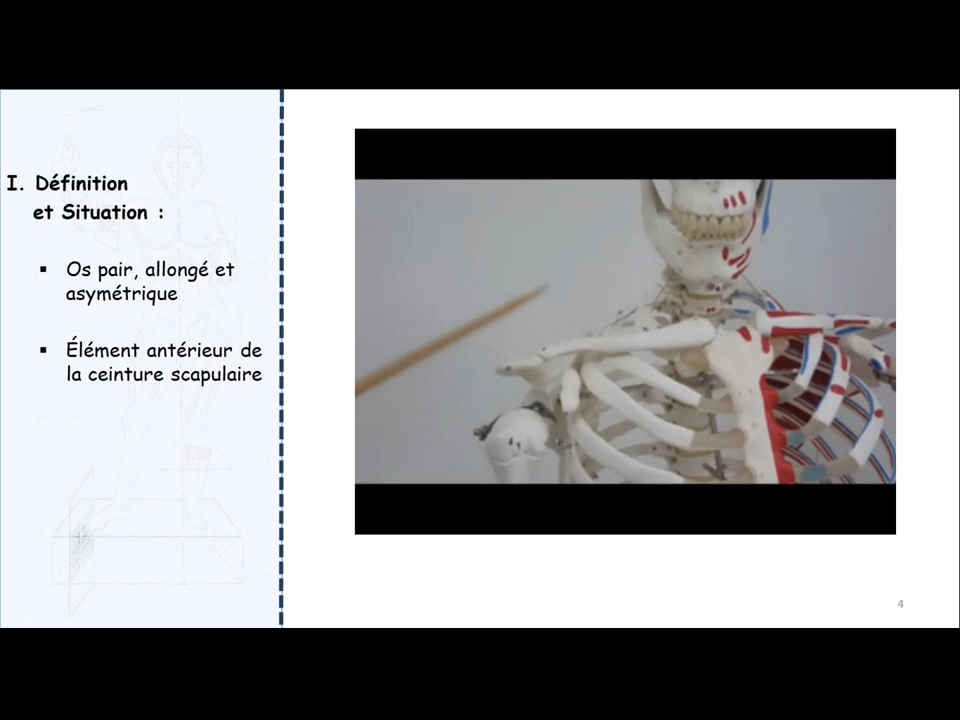 I. Définition
et Situation :
▪ Os pair, allongé et
asymétrique
▪ Élément antérieur de
la ceinture scapulaire
4